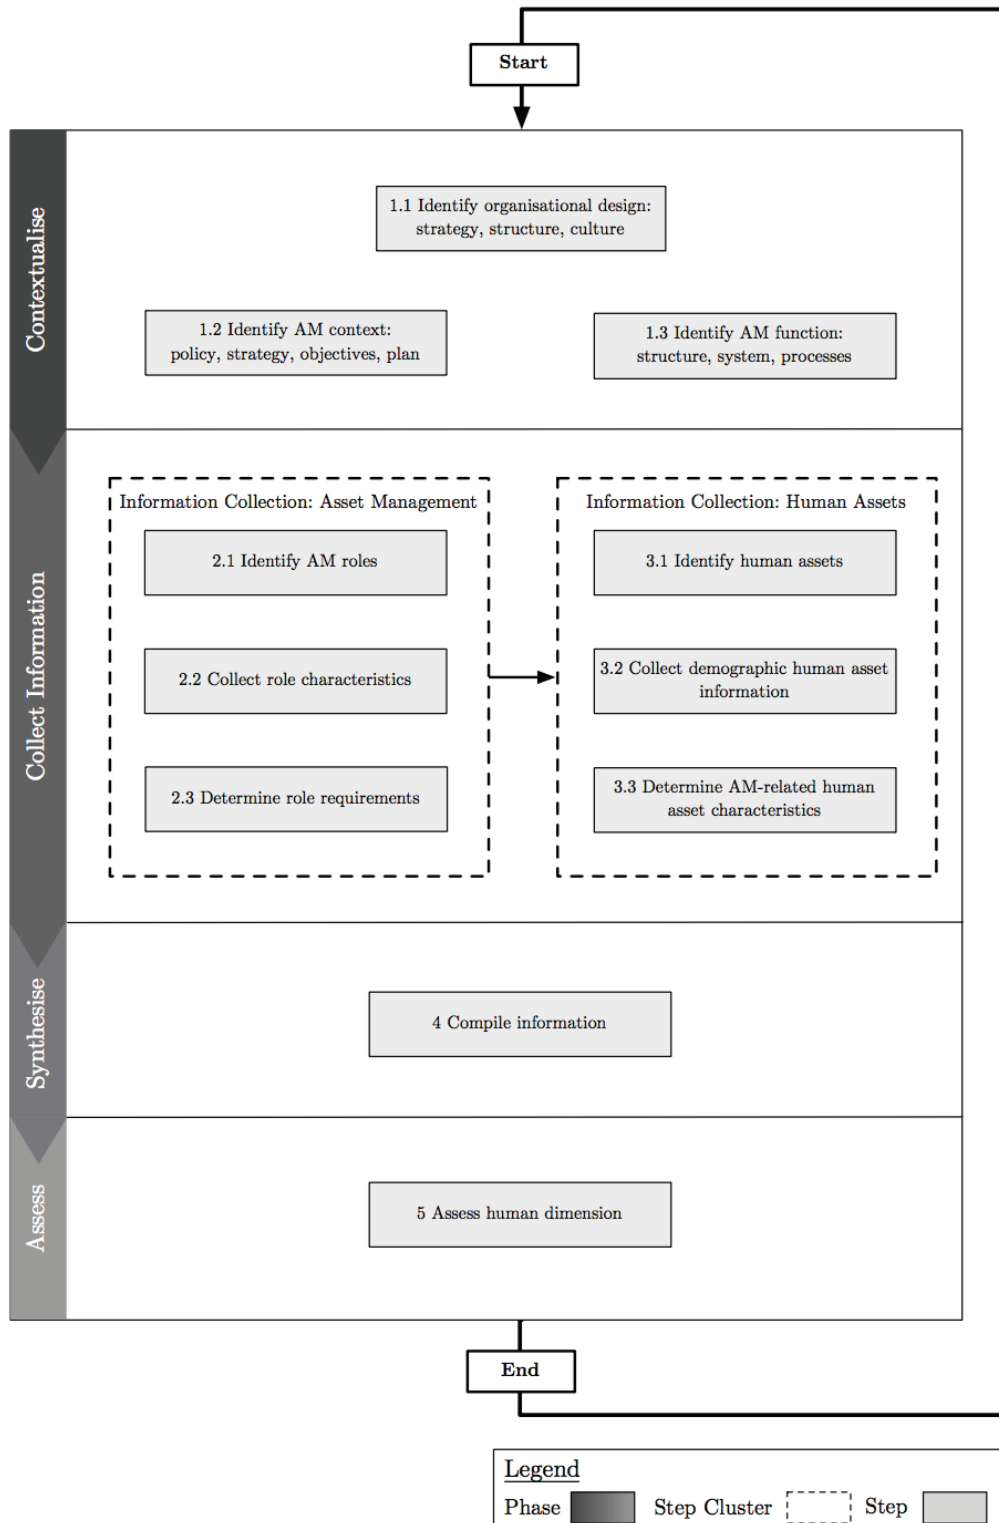 Start
Contextualise
1.1 Identify organisational design:
strategy, structure, culture
1.2 Identify AM context:
policy, strategy, objectives, plan
1.3 Identify AM function:
structure, system, processes
Collect Information
Information Collection: Asset Management
2.1 Identify AM roles
2.2 Collect role characteristics
2.3 Determine role requirements
Information Collection: Human Assets
3.1 Identify human assets
3.2 Collect demographic human asset
information
3.3 Determine AM-related human
asset characteristics
Synthesise
4 Compile information
Assess
5 Assess human dimension
End
Legend
Phase Step Cluster Step